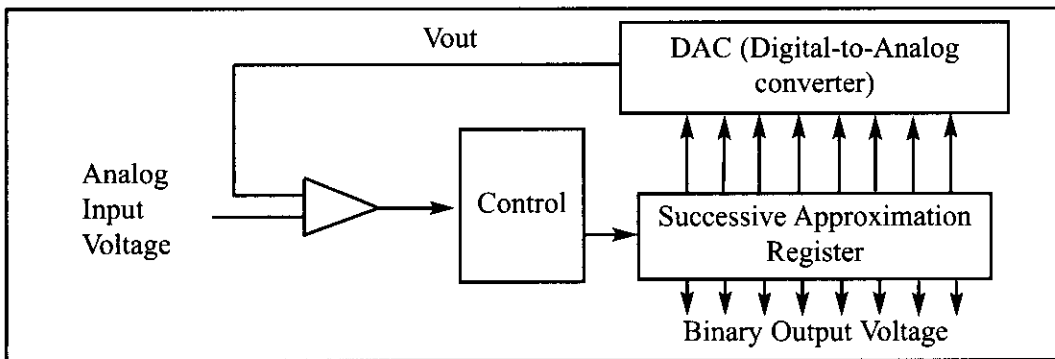 Vout
DAC (Digital-to-Analog
converter)
Analog
Input
Voltage
Control
Successive Approximation
Register
Binary Output Voltage